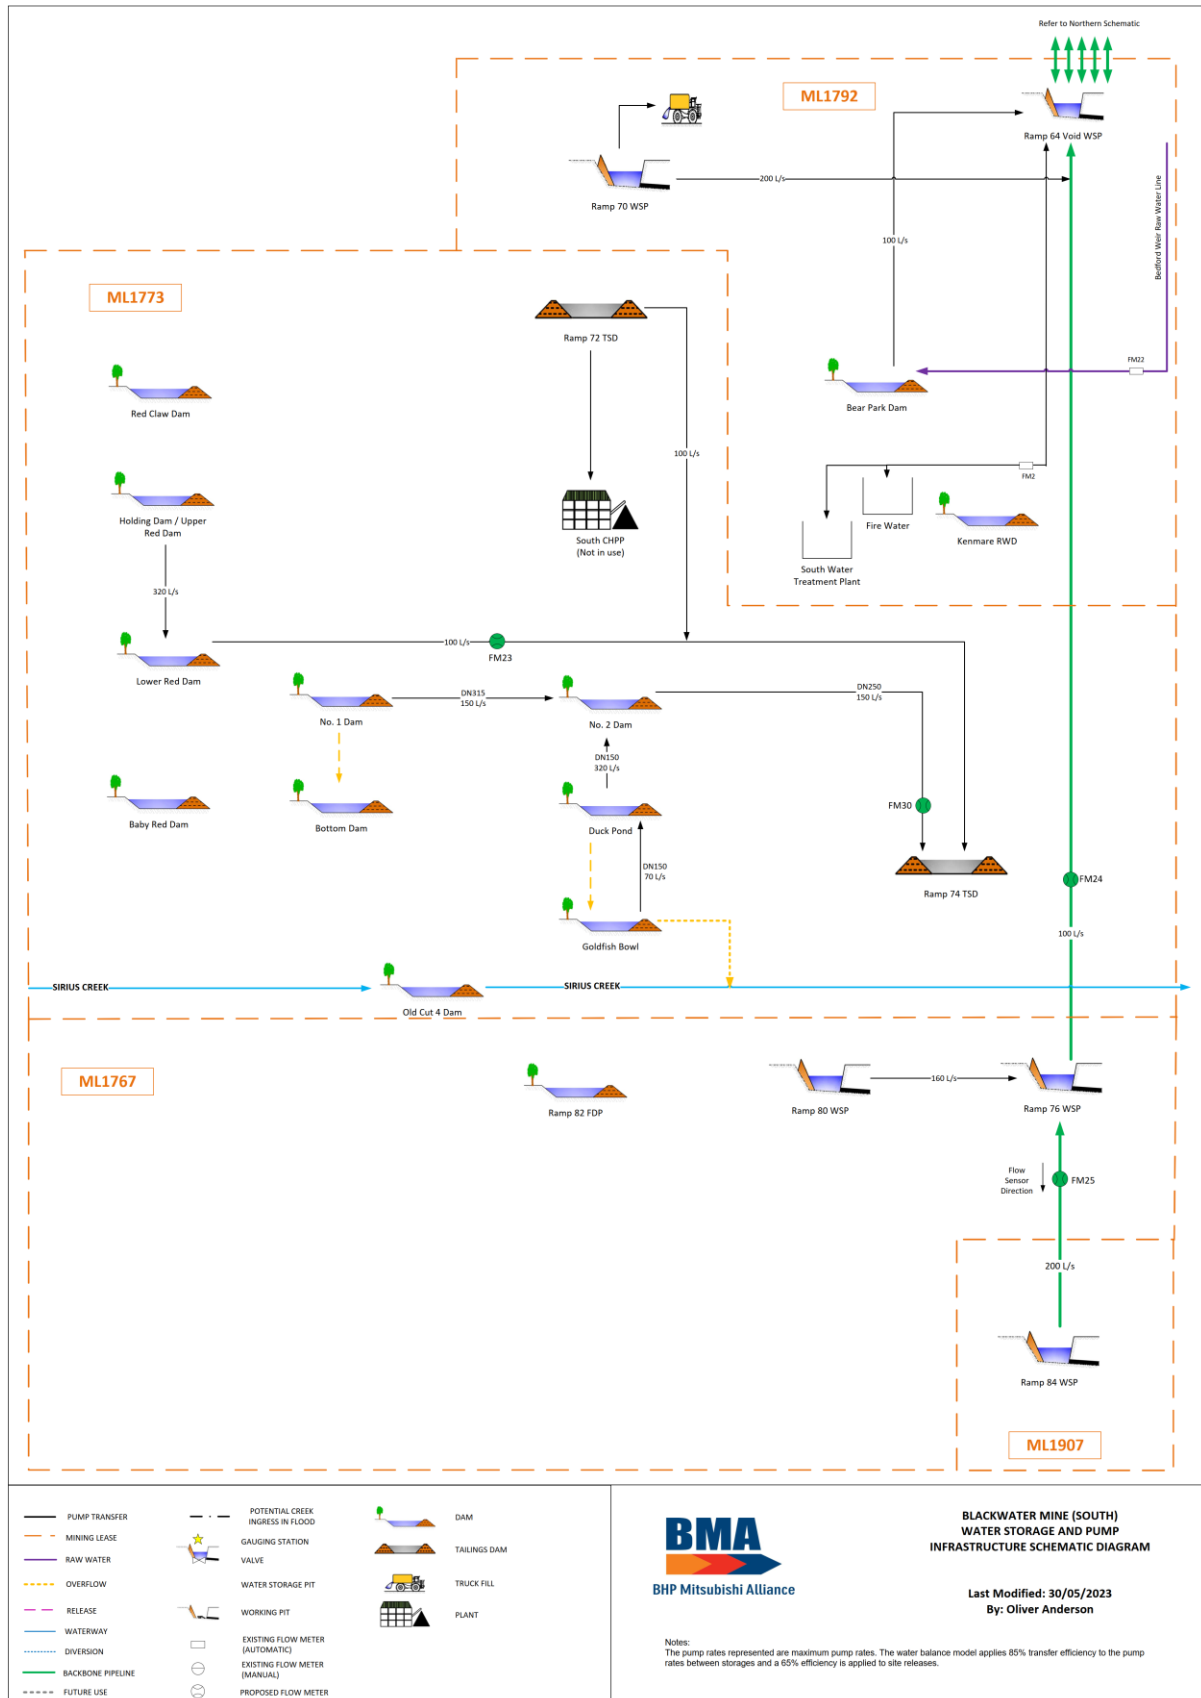 Refer to Northern Schematic
ML1792
Ramp 64 Void WSP
Ramp 70 WSP
200 L/s
100 L/s
Bedford Weir Raw Water Line
ML1773
Ramp 72 TSD
FM22
Red Claw Dam
Bear Park Dam
100 L/s
FM2
Holding Dam / Upper
Red Dam
South CHPP
(Not in use)
Fire Water
Kenmare RWD
South Water
Treatment Plant
320 L/s
100 L/s
FM23
Lower Red Dam
DN315
150 L/s
DN250
150 L/s
No. 1 Dam
No. 2 Dam
DN150
320 L/s
FM30
Baby Red Dam
Bottom Dam
Duck Pond
DN150
70 L/s
Ramp 74 TSD
FM24
100 L/s
Goldfish Bowl
SIRIUS CREEK
SIRIUS CREEK
Old Cut 4 Dam
ML1767
160 L/s
Ramp 82 FDP
Ramp 80 WSP
Ramp 76 WSP
Flow
Sensor
Direction
FM25
200 L/s
Ramp 84 WSP
ML1907
PUMP TRANSFER
MINING LEASE
RAW WATER
OVERFLOW
RELEASE
WATERWAY
DIVERSION
BACKBONE PIPELINE
FUTURE USE
POTENTIAL CREEK
INGRESS IN FLOOD
GAUGING STATION
VALVE
WATER STORAGE PIT
WORKING PIT
EXISTING FLOW METER
(AUTOMATIC)
EXISTING FLOW METER
(MANUAL)
PROPOSED FLOW METER
DAM
TAILINGS DAM
TRUCK FILL
PLANT
BMA
BHP Mitsubishi Alliance
BLACKWATER MINE (SOUTH)
WATER STORAGE AND PUMP
INFRASTRUCTURE SCHEMATIC DIAGRAM
Last Modified: 30/05/2023
By: Oliver Anderson
Notes:
The pump rates represented are maximum pump rates. The water balance model applies 85% transfer efficiency to the pump
rates between storages and a 65% efficiency is applied to site releases.